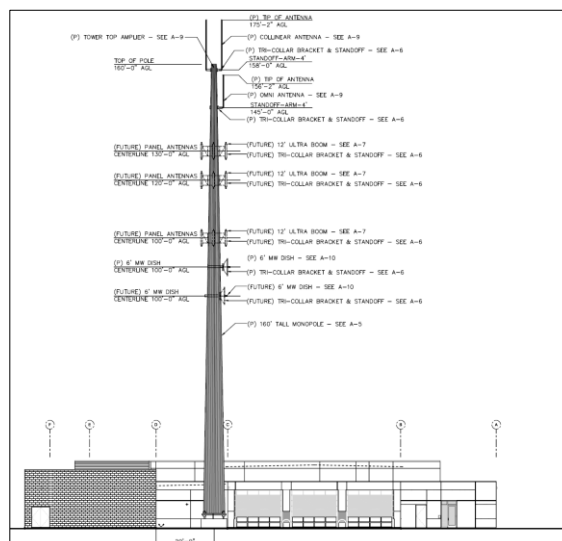 (P) TIP OF ANTENNA
175'-2" AGL
(P) TOWER TOP AMPLIER - SEE A-9
(P) COLLINEAR ANTENNA - SEE A-9
(P) TRI-COLLAR BRACKET & STANDOFF - SEE A-6
TOP OF POLE
160'-0" AGL
STANDOFF-ARM-4'
158'-0" AGL
(P) TIP OF ANTENNA
156'-2" AGL
(P) OMNI ANTENNA - SEE A-9
STANDOFF-ARM-4'
145'-0" AGL
(P) TRI-COLLAR BRACKET & STANDOFF - SEE A-6
(FUTURE) PANEL ANTENNAS
CENTERLINE 130'-0" AGL
(FUTURE) 12' ULTRA BOOM - SEE A-7
(FUTURE) TRI-COLLAR BRACKET & STANDOFF - SEE A-6
(FUTURE) PANEL ANTENNAS
CENTERLINE 120'-0" AGL
(FUTURE) 12' ULTRA BOOM - SEE A-7
(FUTURE) TRI-COLLAR BRACKET & STANDOFF - SEE A-6
(FUTURE) PANEL ANTENNAS
CENTERLINE 100'-0" AGL
(FUTURE) 12' ULTRA BOOM - SEE A-7
(FUTURE) TRI-COLLAR BRACKET & STANDOFF - SEE A-6
(P) 6' MW DISH
CENTERLINE 100'-0" AGL
(P) 6' MW DISH - SEE A-10
(P) TRI-COLLAR BRACKET & STANDOFF - SEE A-6
(FUTURE) 6' MW DISH
CENTERLINE 100'-0" AGL
(FUTURE) 6' MW DISH - SEE A-10
(FUTURE) TRI-COLLAR BRACKET & STANDOFF - SEE A-6
(P) 160' TALL MONOPOLE - SEE A-5
F E D C B A